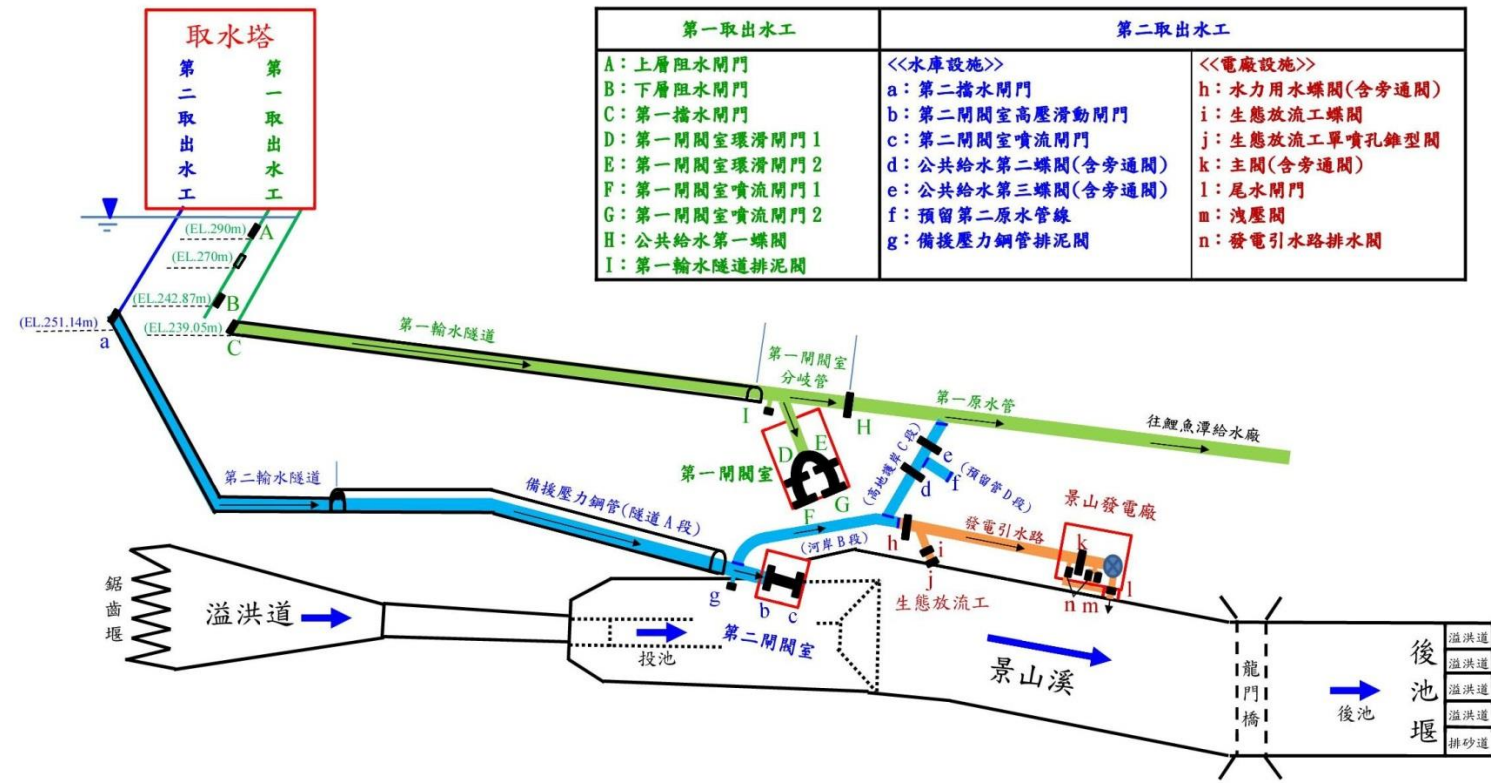 取水塔
第二取出水工
第一取出水工
第一取出水工
第二取出水工
A：上層阻水閘門
B：下層阻水閘門
C：第一擋水閘門
D：第一閘閥室環滑閘門1
E：第一閘閥室環滑閘門2
F：第一閘閥室噴流閘門1
G：第一閘閥室噴流閘門2
H：公共給水第一蝶閥
I：第一輸水隧道排泥閥
<<水庫設施>>
a：第二擋水閘門
b：第二閘閥室高壓滑動閘門
c：第二閘閥室噴流閘門
d：公共給水第二蝶閥(含旁通閥)
e：公共給水第三蝶閥(含旁通閥)
f：預留第二原水管線
g：備援壓力鋼管排泥閥
<<電廠設施>>
h：水力用水蝶閥(含旁通閥)
i：生態放流工蝶閥
j：生態放流工單噴孔錐型閥
k：主閥(含旁通閥)
l：尾水閘門
m：洩壓閥
n：發電引水路排水閥
(EL.290m)
A
(EL.270m)
(EL.242.87m)
B
(EL.251.14m)
a
(EL.239.05m)
C
第一輸水隧道
第一閘閥室
分岐管
I
H
第一原水管
往鯉魚潭給水廠
D
E
第一閘閥室
F
G
(高地護岸C段)
e
d
f
(預留管D段)
第二輸水隧道
備援壓力鋼管(隧道A段)
(河岸B段)
h
i
j
發電引水路
景山發電廠
k
n
m
l
生態放流工
g
b
c
第二閘閥室
鋸齒堰
溢洪道
投池
景山溪
龍門橋
後池
後池堰
溢洪道
溢洪道
溢洪道
溢洪道
排砂道